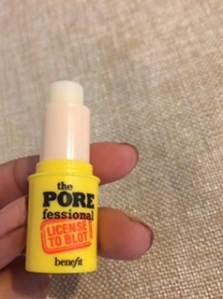 the
PORE
fessional
LICENSE
TO BLOT
benefit